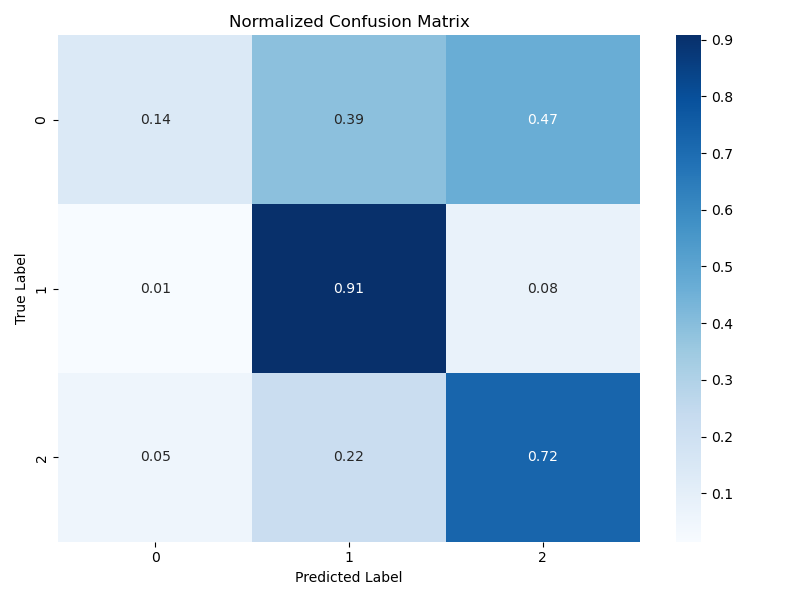 Normalized Confusion Matrix
True Label
0
0.14 0.39 0.47
1
0.01 0.91 0.08
2
0.05 0.22 0.72
0 1 2
Predicted Label
0.9
0.8
0.7
0.6
0.5
0.4
0.3
0.2
0.1